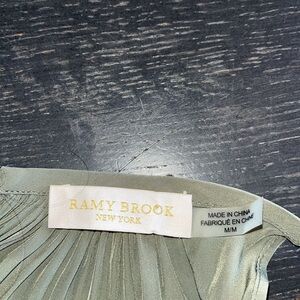 RAMY BROOK
NEW YORK
MADE IN CHINA
FABRIQUÉ EN CHINE
M/M